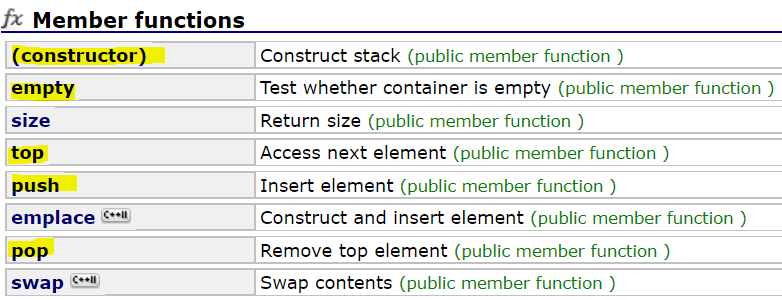 fx Member functions
(constructor) Construct stack (public member function )
empty Test whether container is empty (public member function )
size Return size (public member function )
top Access next element (public member function )
push Insert element (public member function )
emplace C++11 Construct and insert element (public member function )
pop Remove top element (public member function )
swap C++11 Swap contents (public member function )